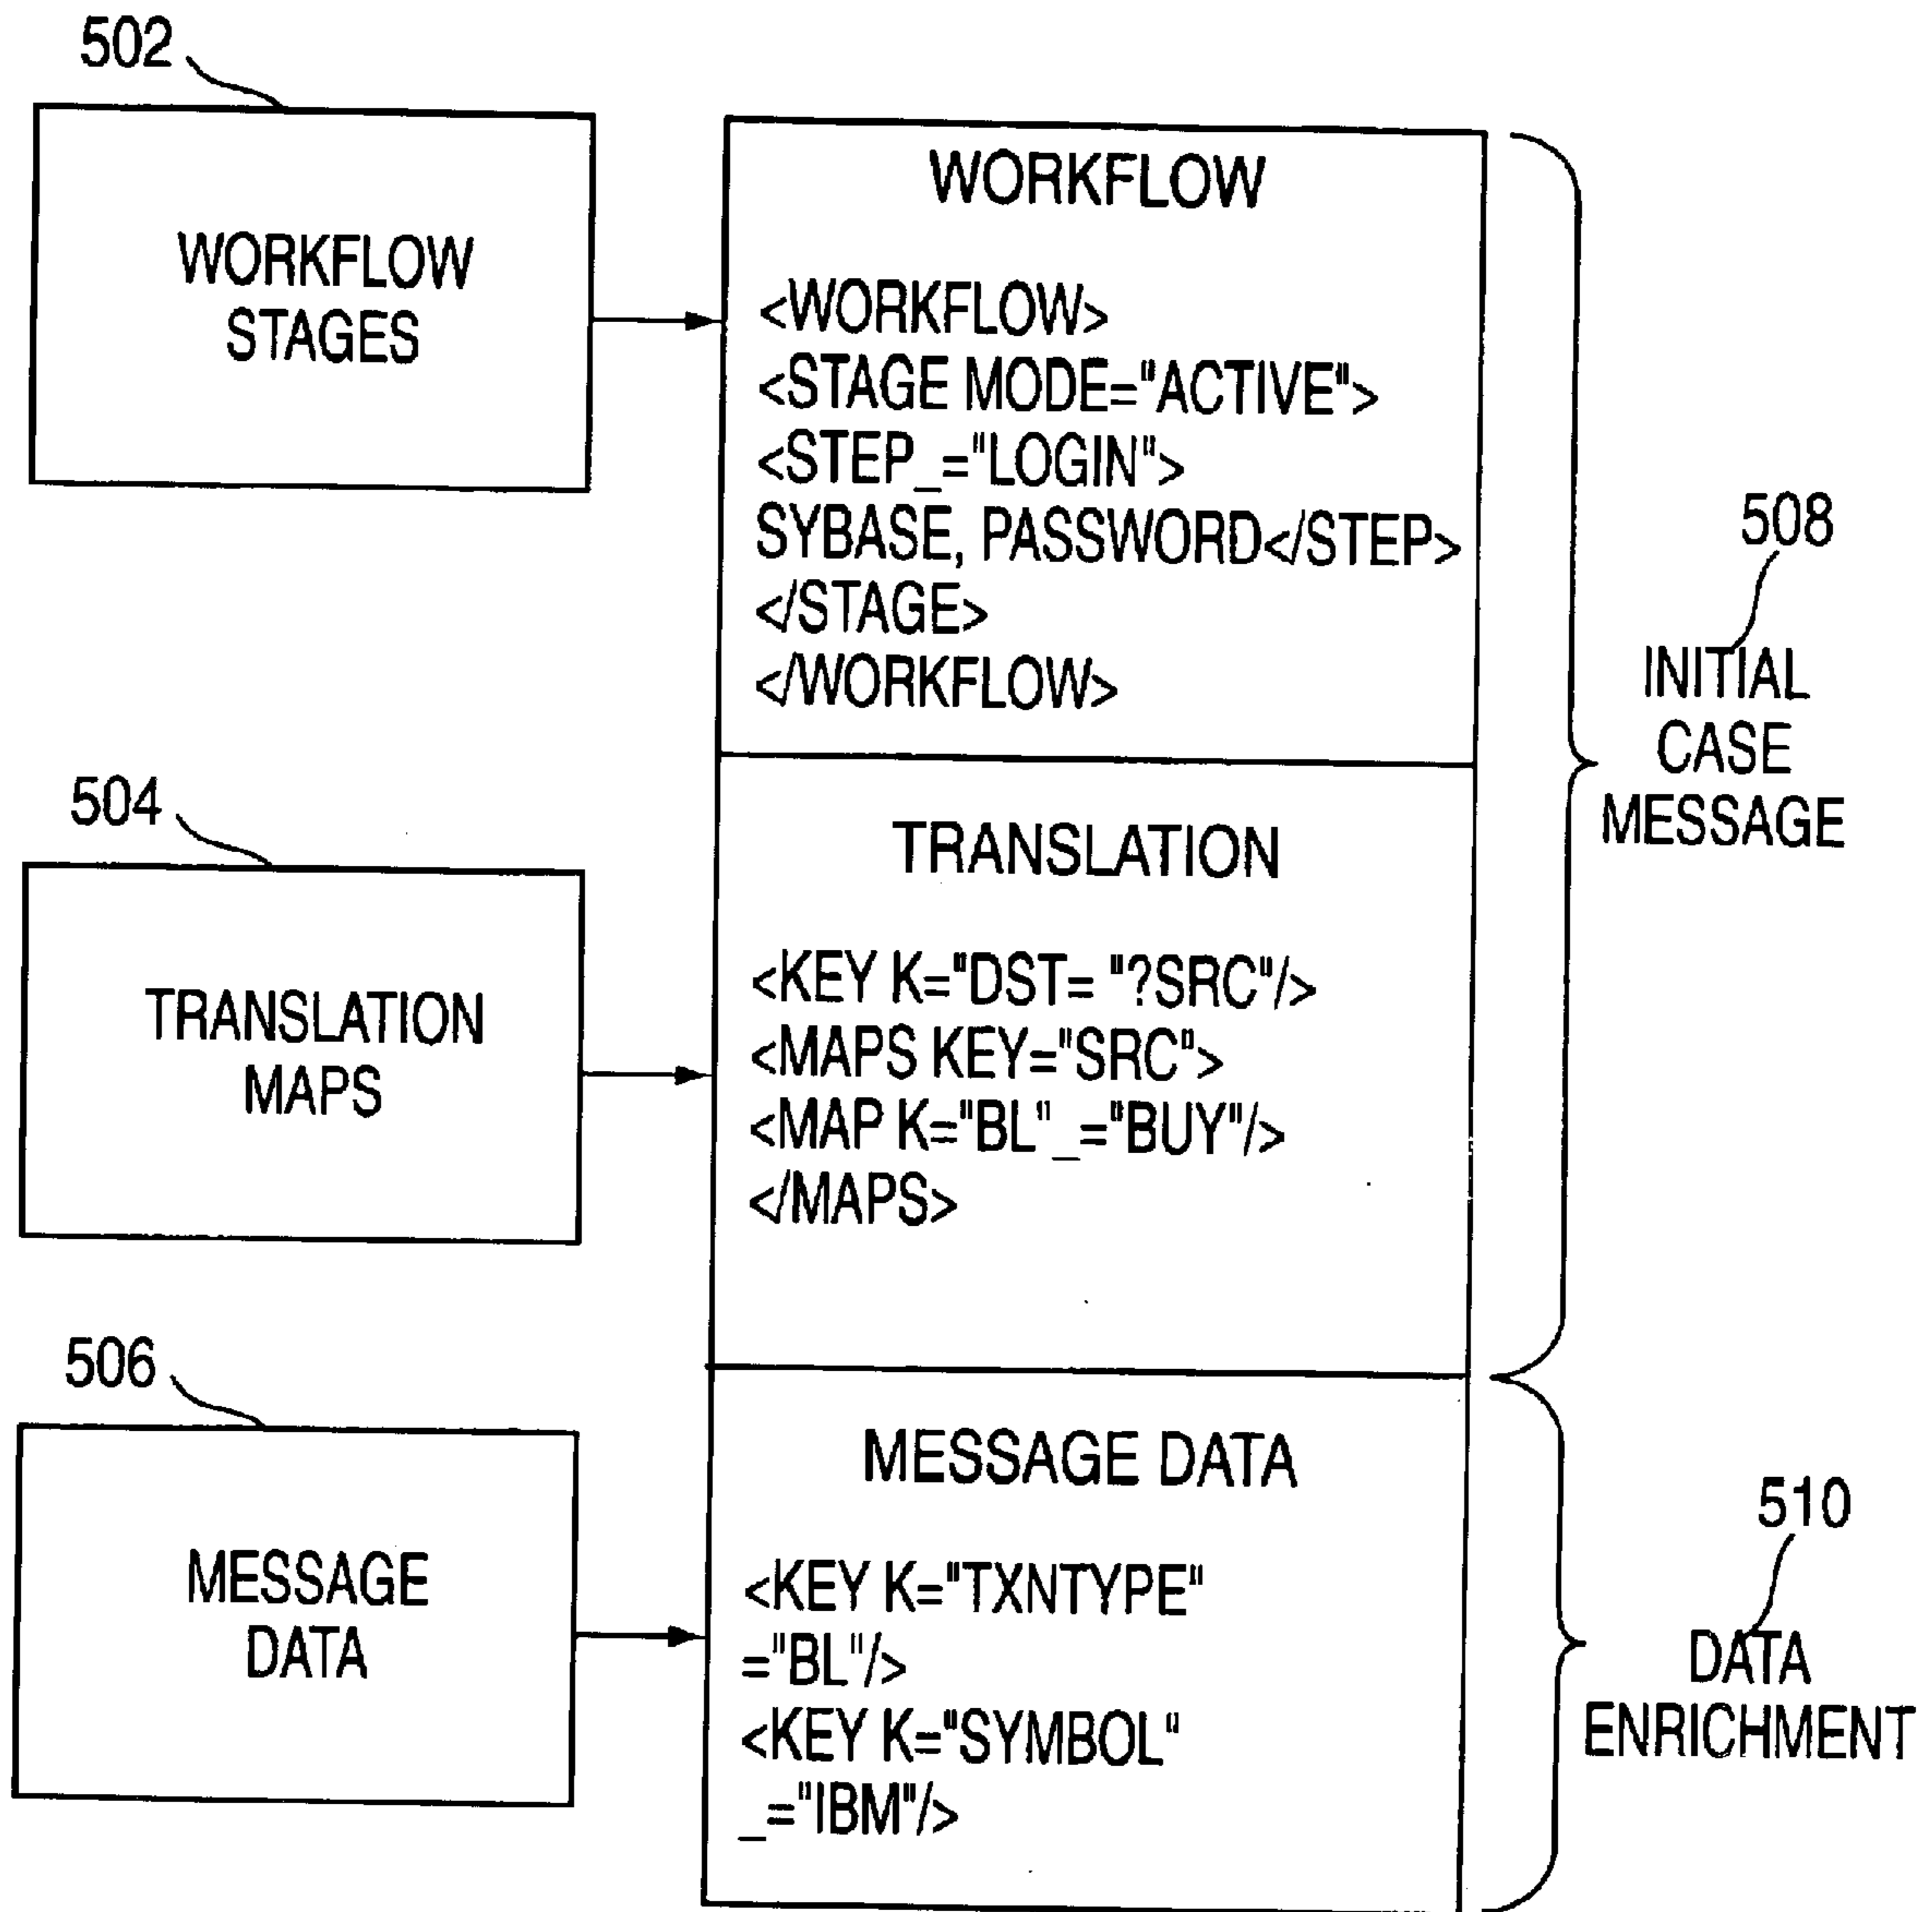 502
WORKFLOW
STAGES
WORKFLOW
<WORKFLOW>
<STAGE MODE="ACTIVE">
<STEP_="LOGIN">
SYBASE, PASSWORD</STEP>
</STAGE>
</WORKFLOW>
508
INITIAL
CASE
MESSAGE
504
TRANSLATION
MAPS
TRANSLATION
<KEY K="DST= "?SRC"/>
<MAPS KEY="SRC">
<MAP K="BL"_="BUY"/>
</MAPS>
506
MESSAGE
DATA
MESSAGE DATA
<KEY K="TXNTYPE"
="BL"/>
<KEY K="SYMBOL"
_="IBM"/>
510
DATA
ENRICHMENT